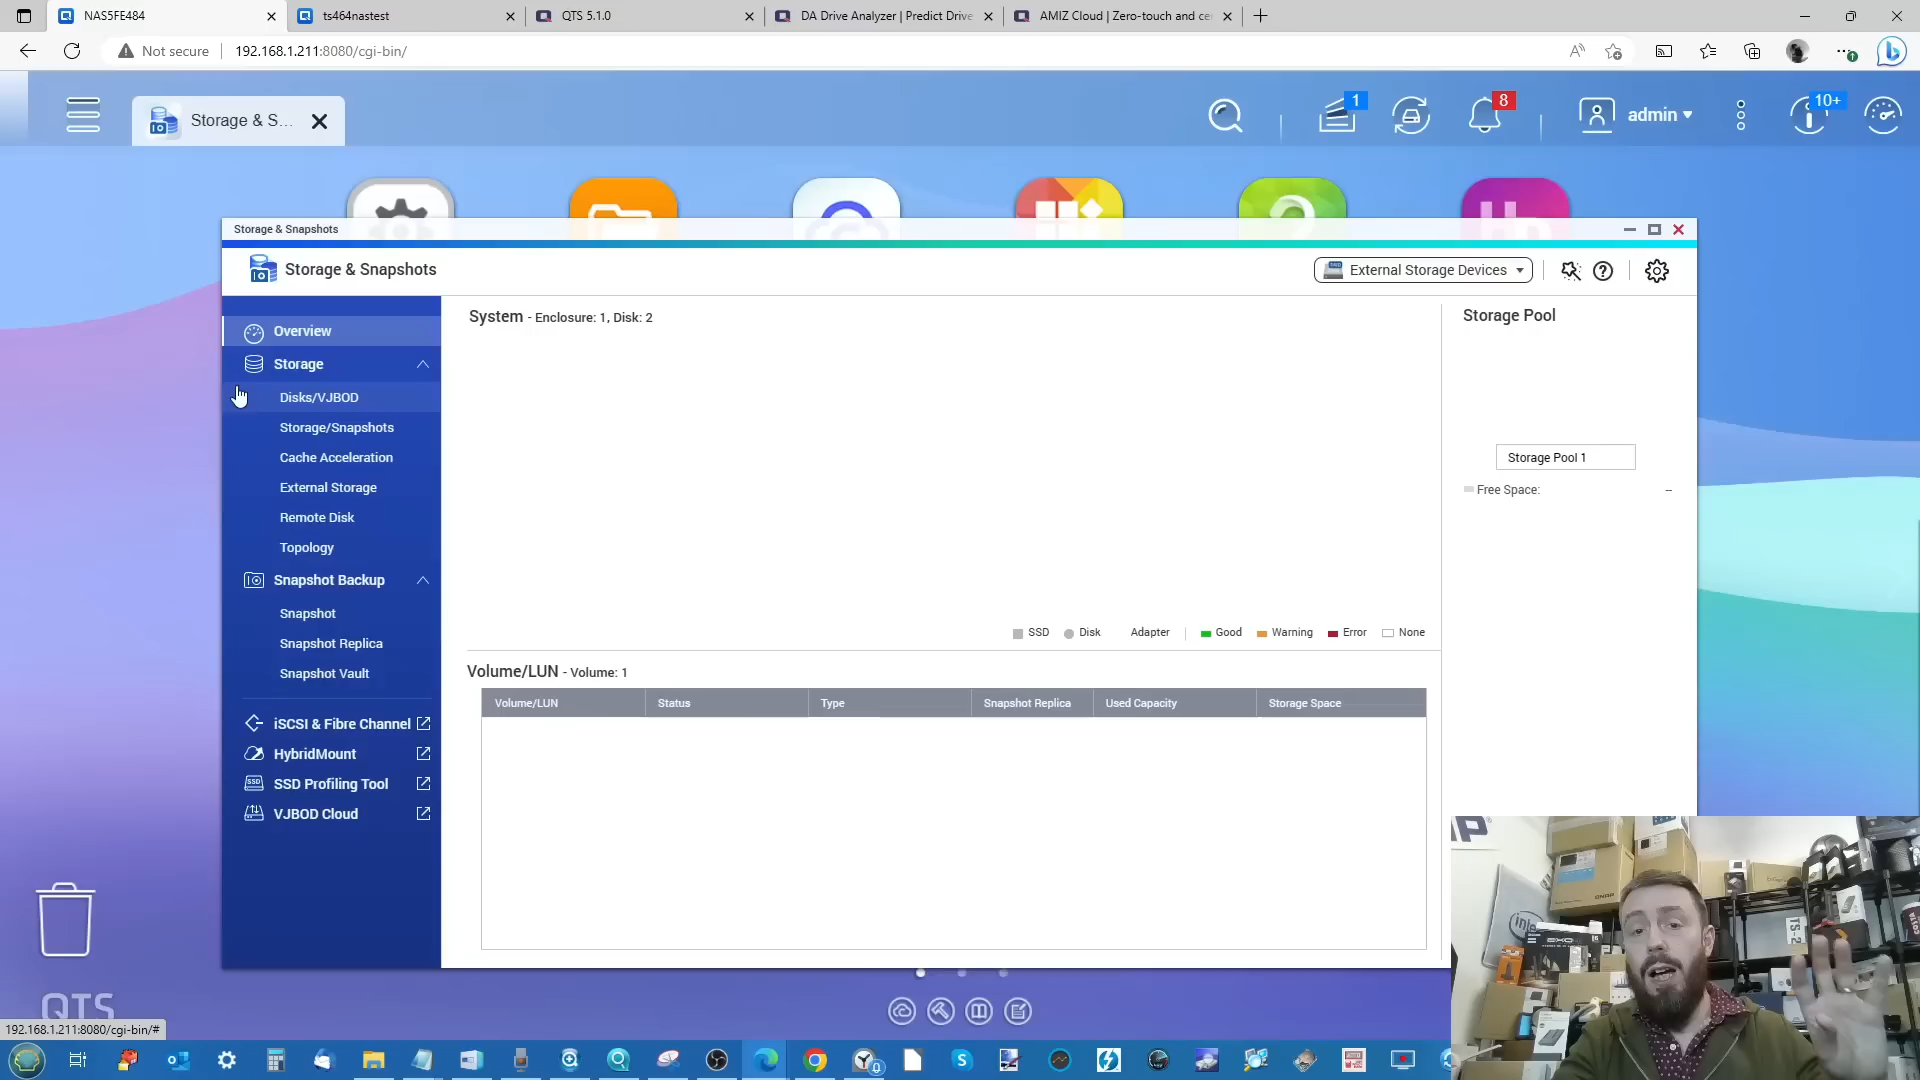 NAS5FE484
ts464nastest
QTS 5.1.0
DA Drive Analyzer | Predict Drive
AMIZ Cloud | Zero-touch and ce
Not secure
192.168.1.211:8080/cgi-bin/
Storage & S...
1
8
admin
10+
Storage & Snapshots
Storage & Snapshots
External Storage Devices
Overview
Storage
Disks/VJBOD
Storage/Snapshots
Cache Acceleration
External Storage
Remote Disk
Topology
Snapshot Backup
Snapshot
Snapshot Replica
Snapshot Vault
iSCSI & Fibre Channel
HybridMount
SSD Profiling Tool
VJBOD Cloud
System - Enclosure: 1, Disk: 2
SSD Disk Adapter Good Warning Error None
Volume/LUN - Volume: 1
Volume/LUN Status Type Snapshot Replica Used Capacity Storage Space
Storage Pool
Storage Pool 1
Free Space: --
QTS
192.168.1.211:8080/cgi-bin/#
intel